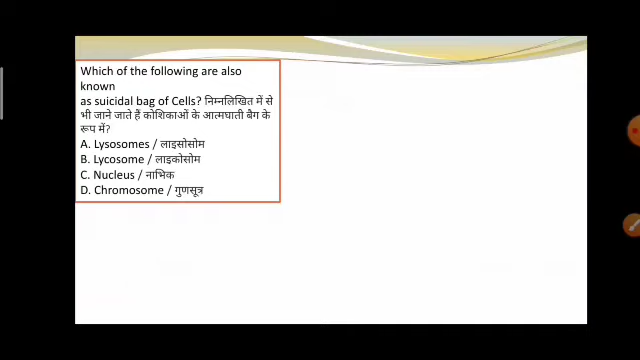 Which of the following are also
known
as suicidal bag of Cells? निम्नलिखित में से
भी जाने जाते हैं कोशिकाओं के आत्मघाती बैग के
रूप में?
A. Lysosomes / लाइसोसोम
B. Lycosome / लाइकोसोम
C. Nucleus / नाभिक
D. Chromosome / गुणसूत्र